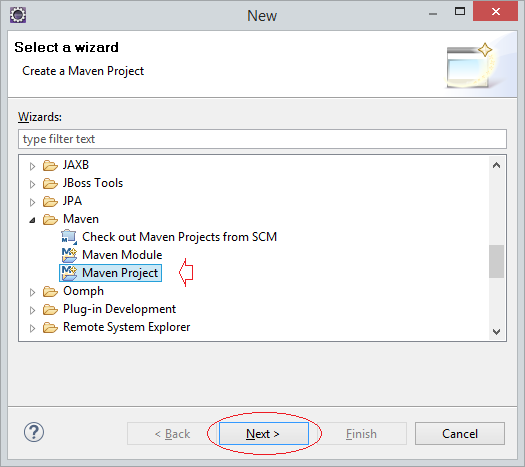 New
Select a wizard
Create a Maven Project
Wizards:
type filter text
JAXB
JBoss Tools
JPA
Maven
Check out Maven Projects from SCM
Maven Module
Maven Project
Oomph
Plug-in Development
Remote System Explorer
? < Back Next > Finish Cancel